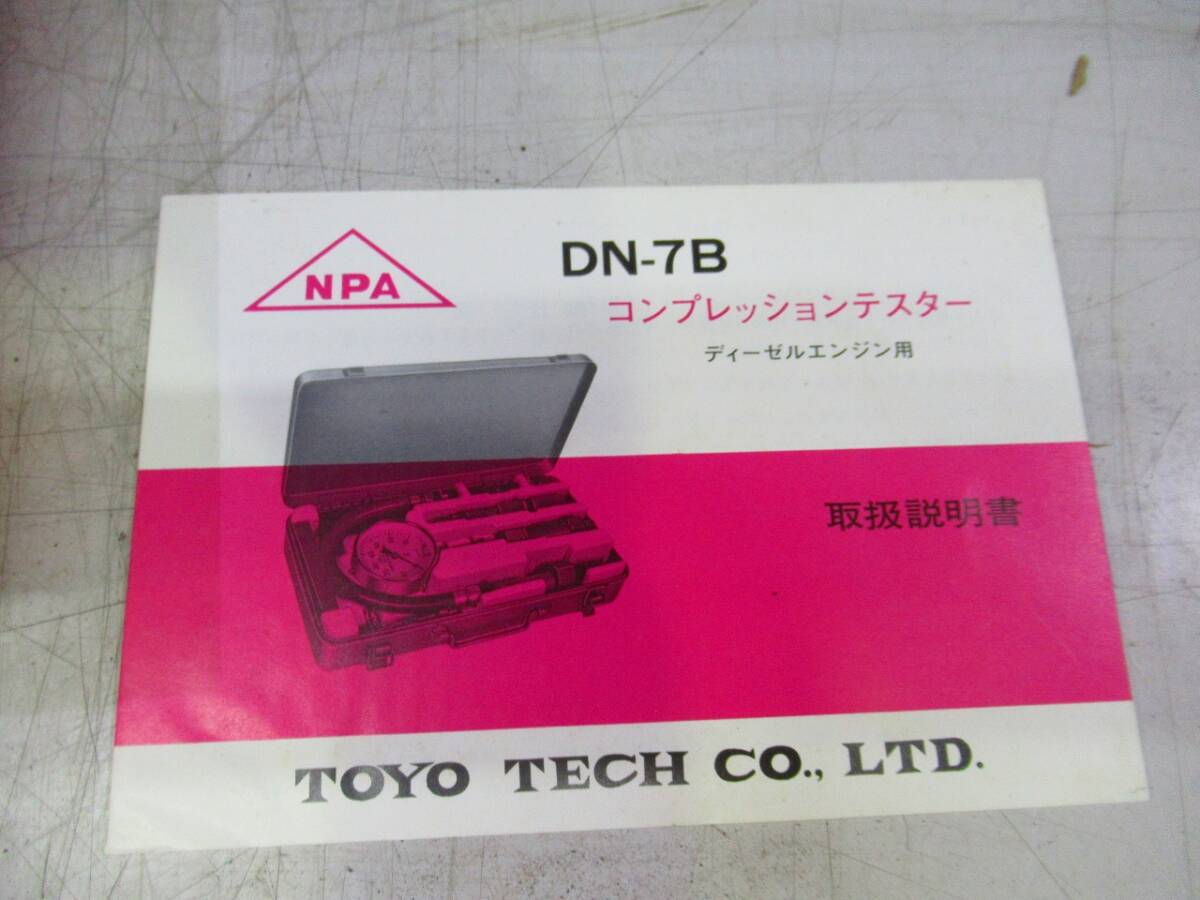 NPA
DN-7B
コンプレッションテスター
ディーゼルエンジン用
取扱説明書
TOYO TECH CO., LTD.